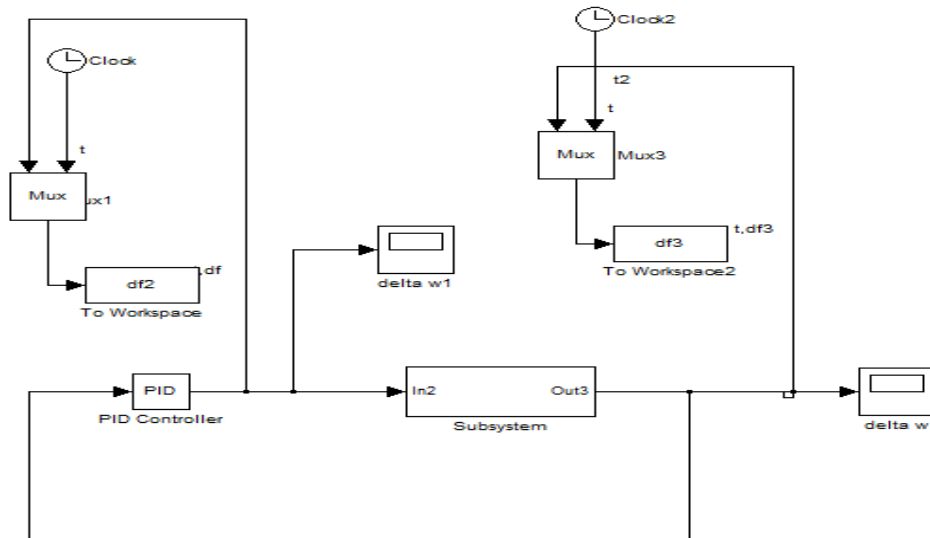 Clock2
Clock
t2
t
t
Mux
Mux3
Mux
ux1
t,df3
df3
To Workspace2
,df
df2
To Workspace
delta w1
PID
PID Controller
In2
Out3
Subsystem
delta w